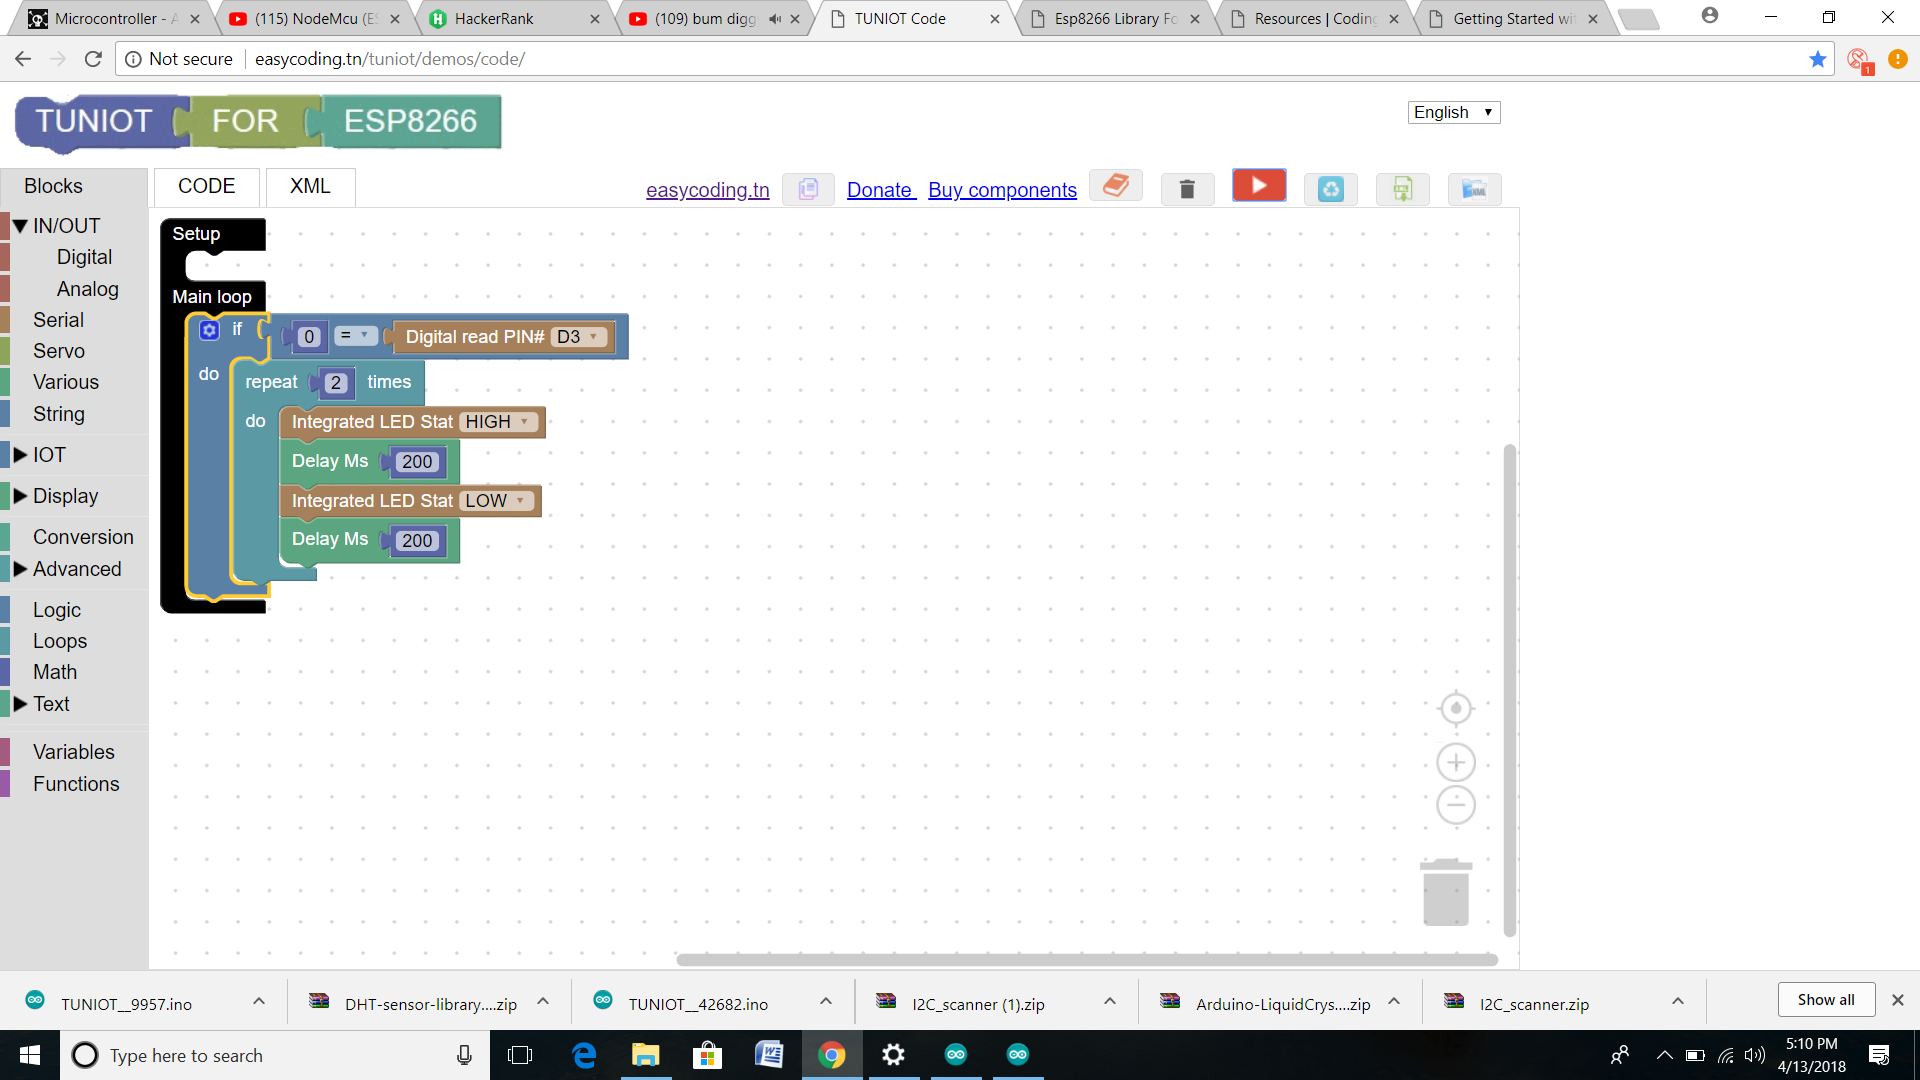 Microcontroller - A
(115) NodeMcu (ES
HackerRank
(109) bum digg
TUNIOT Code
Esp8266 Library Fo
Resources | Coding
Getting Started wit
Not secure
easycoding.tn/tuniot/demos/code/
1
TUNIOT FOR ESP8266
English
Blocks
CODE
XML
easycoding.tn
Donate
Buy components
XML
IN/OUT
Digital
Analog
Serial
Servo
Various
String
IOT
Display
Conversion
Advanced
Logic
Loops
Math
Text
Variables
Functions
Setup
Main loop
if 0 = Digital read PIN# D3
do repeat 2 times
do Integrated LED Stat HIGH
Delay Ms 200
Integrated LED Stat LOW
Delay Ms 200
TUNIOT__9957.ino
DHT-sensor-library....zip
TUNIOT__42682.ino
I2C_scanner (1).zip
Arduino-LiquidCrys....zip
I2C_scanner.zip
Show all
Type here to search
5:10 PM
4/13/2018